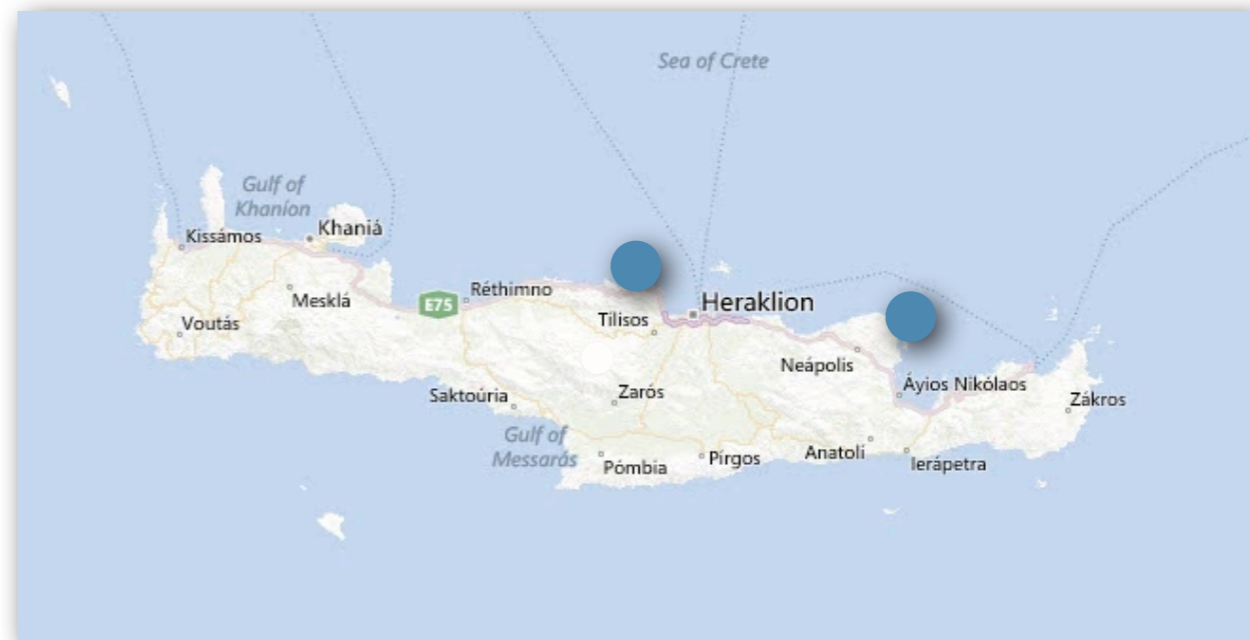 Sea of Crete
Gulf of
Khaníon
Khaniá
Kissámos
Mesklá
Réthimno
E75
Heraklion
Voutás
Tilisos
Neápolis
Áyios Nikólaos
Saktoúria
Zarós
Zákros
Gulf of
Messarás
Pómbia
Pírgos
Anatolí
Ierápetra